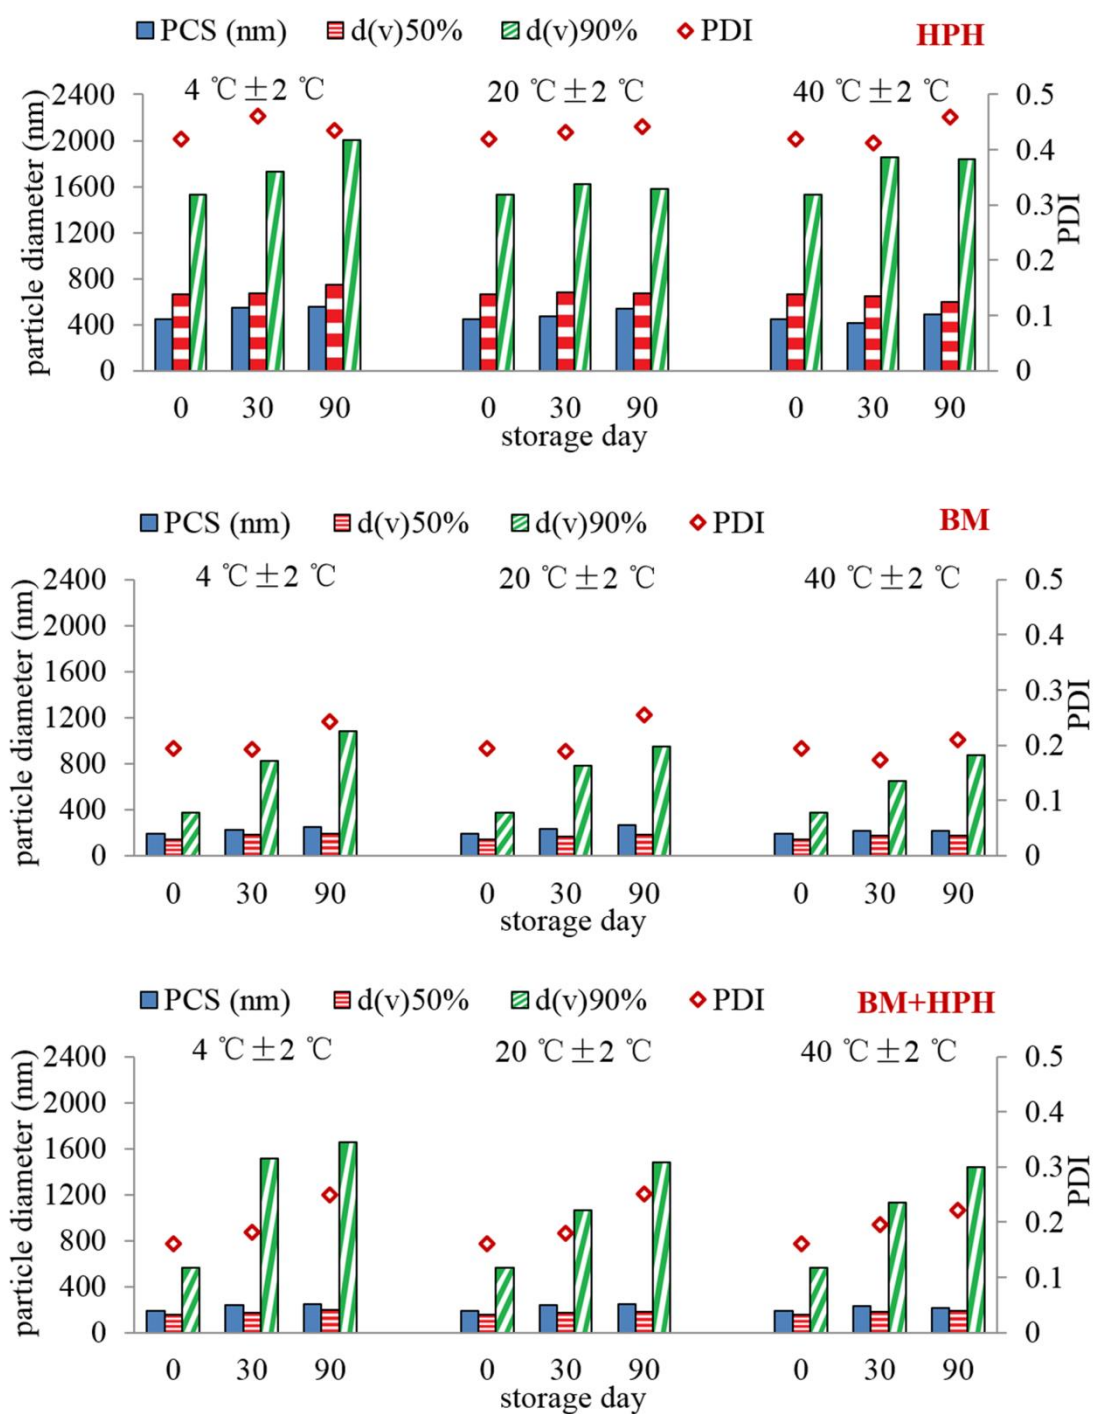 PCS (nm) d(v)50% d(v)90% PDI HPH
4 ℃±2 ℃ 20 ℃±2 ℃ 40 ℃±2 ℃
particle diameter (nm)
2400
2000
1600
1200
800
400
0
0.5
0.4
0.3
0.2
0.1
0
PDI
0 30 90 0 30 90 0 30 90
storage day
PCS (nm) d(v)50% d(v)90% PDI BM
4 ℃±2 ℃ 20 ℃±2 ℃ 40 ℃±2 ℃
particle diameter (nm)
2400
2000
1600
1200
800
400
0
0.5
0.4
0.3
0.2
0.1
0
PDI
0 30 90 0 30 90 0 30 90
storage day
PCS (nm) d(v)50% d(v)90% PDI BM+HPH
4 ℃±2 ℃ 20 ℃±2 ℃ 40 ℃±2 ℃
particle diameter (nm)
2400
2000
1600
1200
800
400
0
0.5
0.4
0.3
0.2
0.1
0
PDI
0 30 90 0 30 90 0 30 90
storage day